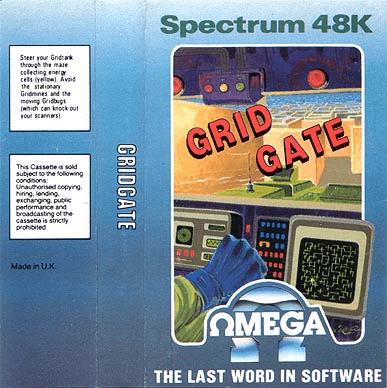 Steer your Gridtank
through the maze
collecting energy
cells (yellow). Avoid
the stationary
Gridmines and the
moving Gridbugs
(which can knock-out
your scanners).
This Cassette is sold
subject to the following
conditions:
Unauthorised copying,
hiring, lending,
exchanging, public
performance and
broadcasting of the
cassette is strictly
prohibited.
Made in U.K.
GRIDGATE
Spectrum 48K
GRID
GATE
ΩMEGA
THE LAST WORD IN SOFTWARE